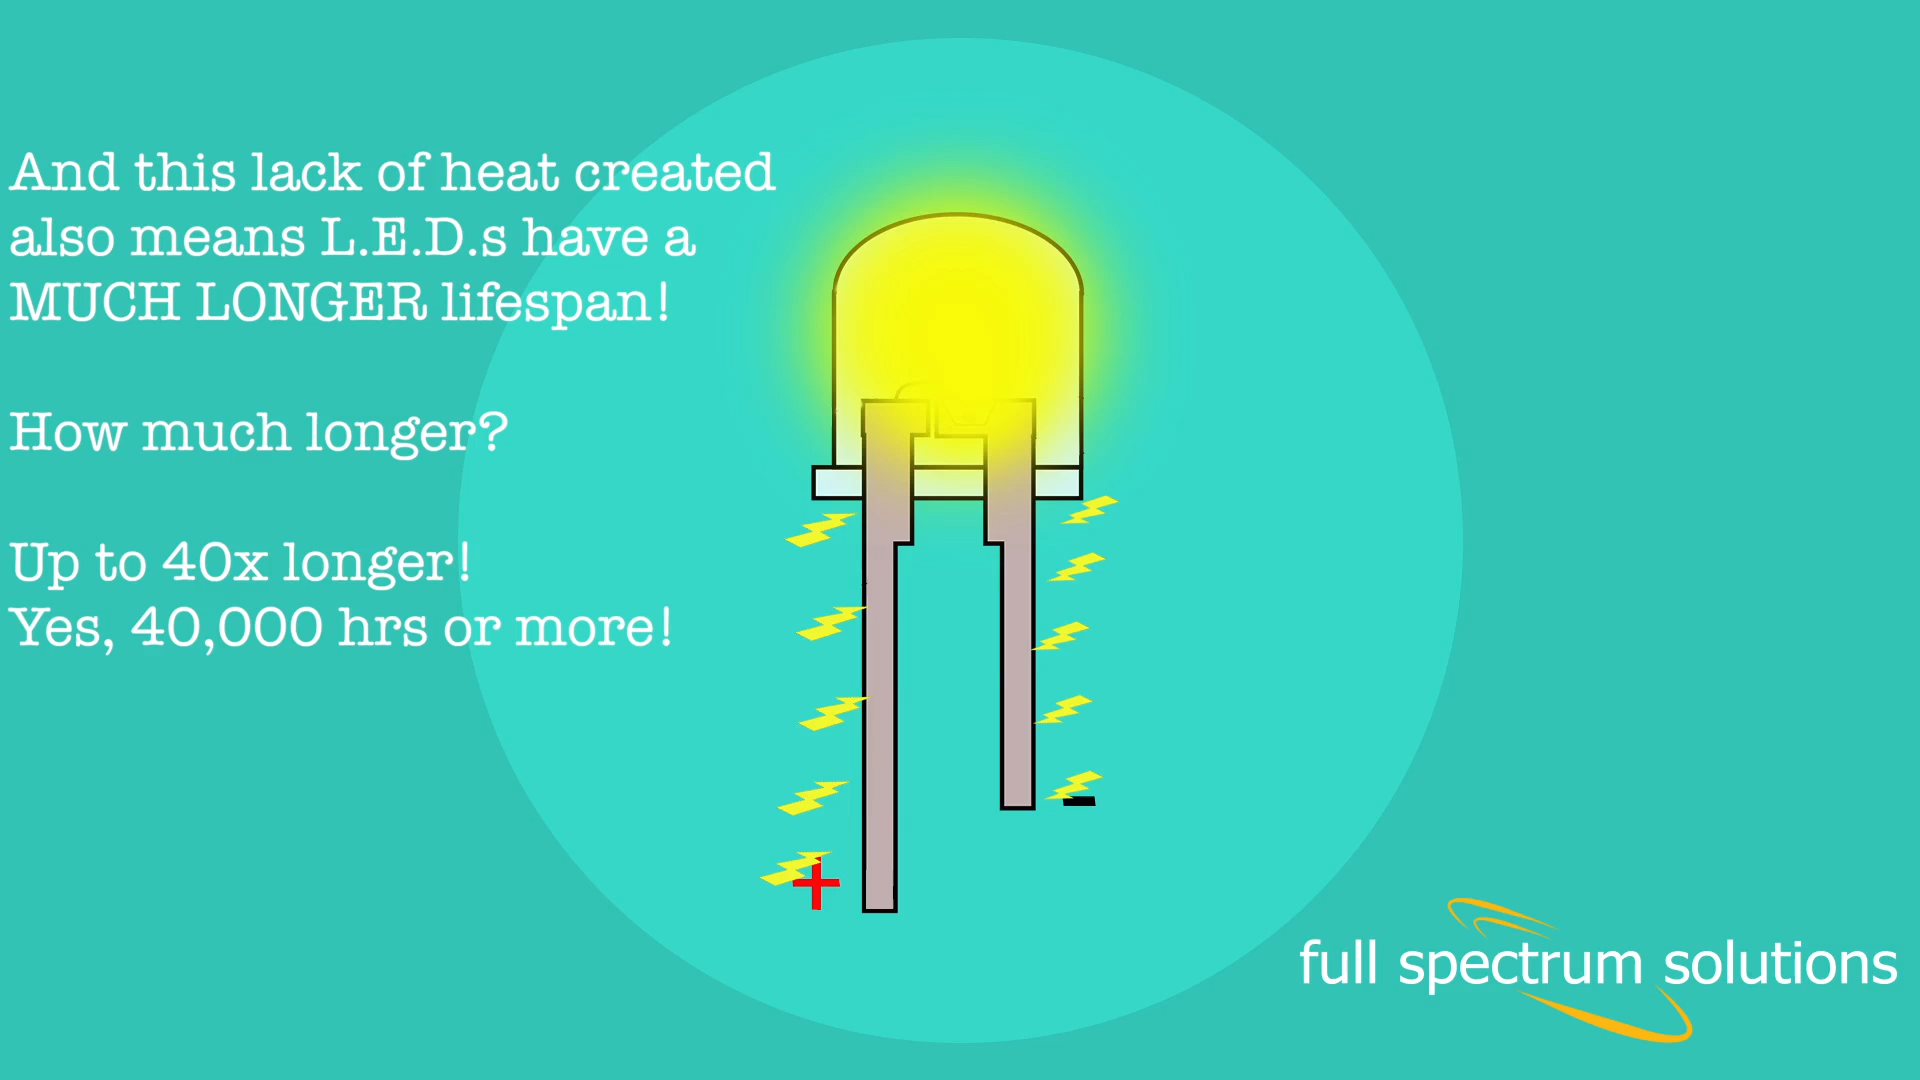 And this lack of heat created
also means L.E.D.s have a
MUCH LONGER lifespan!
How much longer?
Up to 40x longer!
Yes, 40,000 hrs or more!
+
-
full spectrum solutions